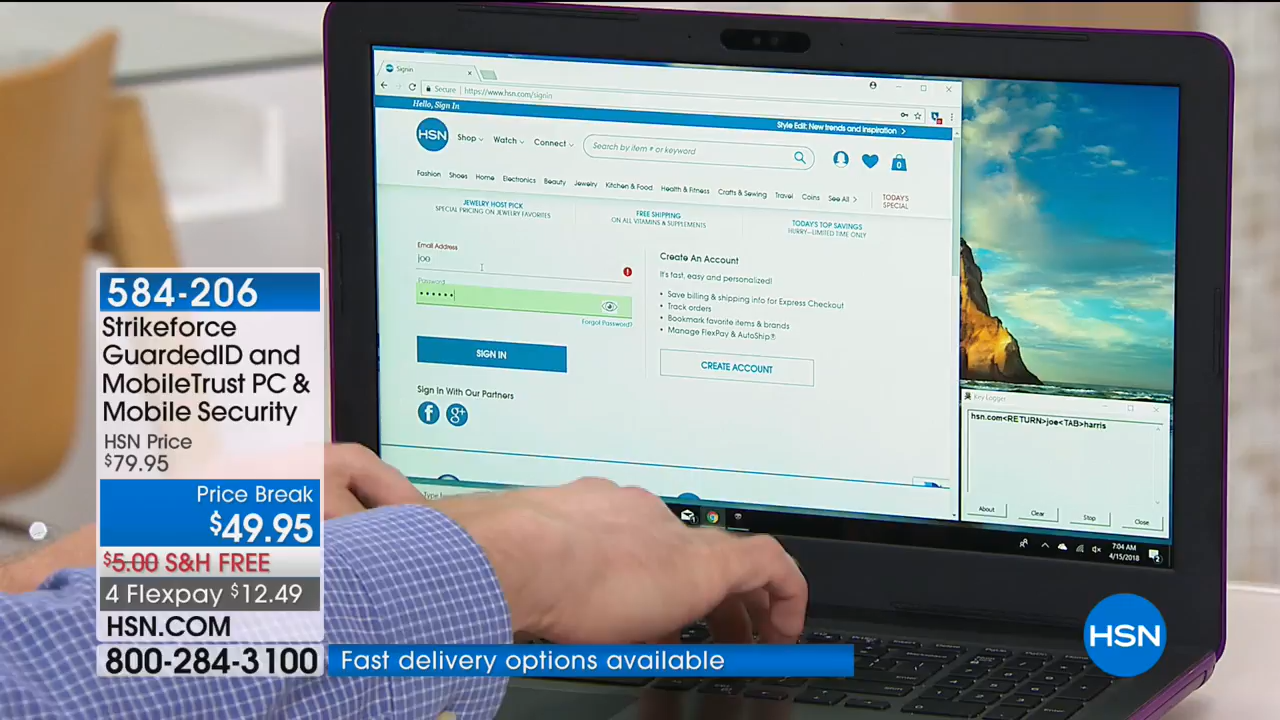 Signin
Secure | https://www.hsn.com/signin
Hello, Sign In
Style Edit: New trends and inspiration >
HSN
Shop
Watch
Connect
Search by item # or keyword
0
Fashion Shoes Home Electronics Beauty Jewelry Kitchen & Food Health & Fitness Crafts & Sewing Travel Coins See All >
TODAY'S
SPECIAL
JEWELRY HOST PICK
SPECIAL PRICING ON JEWELRY FAVORITES
FREE SHIPPING
ON ALL VITAMINS & SUPPLEMENTS
TODAY'S TOP SAVINGS
HURRY—LIMITED TIME ONLY
Email Address
joe
Password
••••••
Forgot Password?
SIGN IN
Sign In With Our Partners
f
g+
Create An Account
It's fast, easy and personalized!
• Save billing & shipping info for Express Checkout
• Track orders
• Bookmark favorite items & brands
• Manage FlexPay & AutoShip®
CREATE ACCOUNT
Key Logger
hsn.com<RETURN>joe<TAB>harris
About
Clear
Stop
Close
7:04 AM
4/15/2018
584-206
Strikeforce
GuardedID and
MobileTrust PC &
Mobile Security
HSN Price
$79.95
Price Break
$49.95
$5.00 S&H FREE
4 Flexpay $12.49
HSN.COM
800-284-3100
Fast delivery options available
HSN